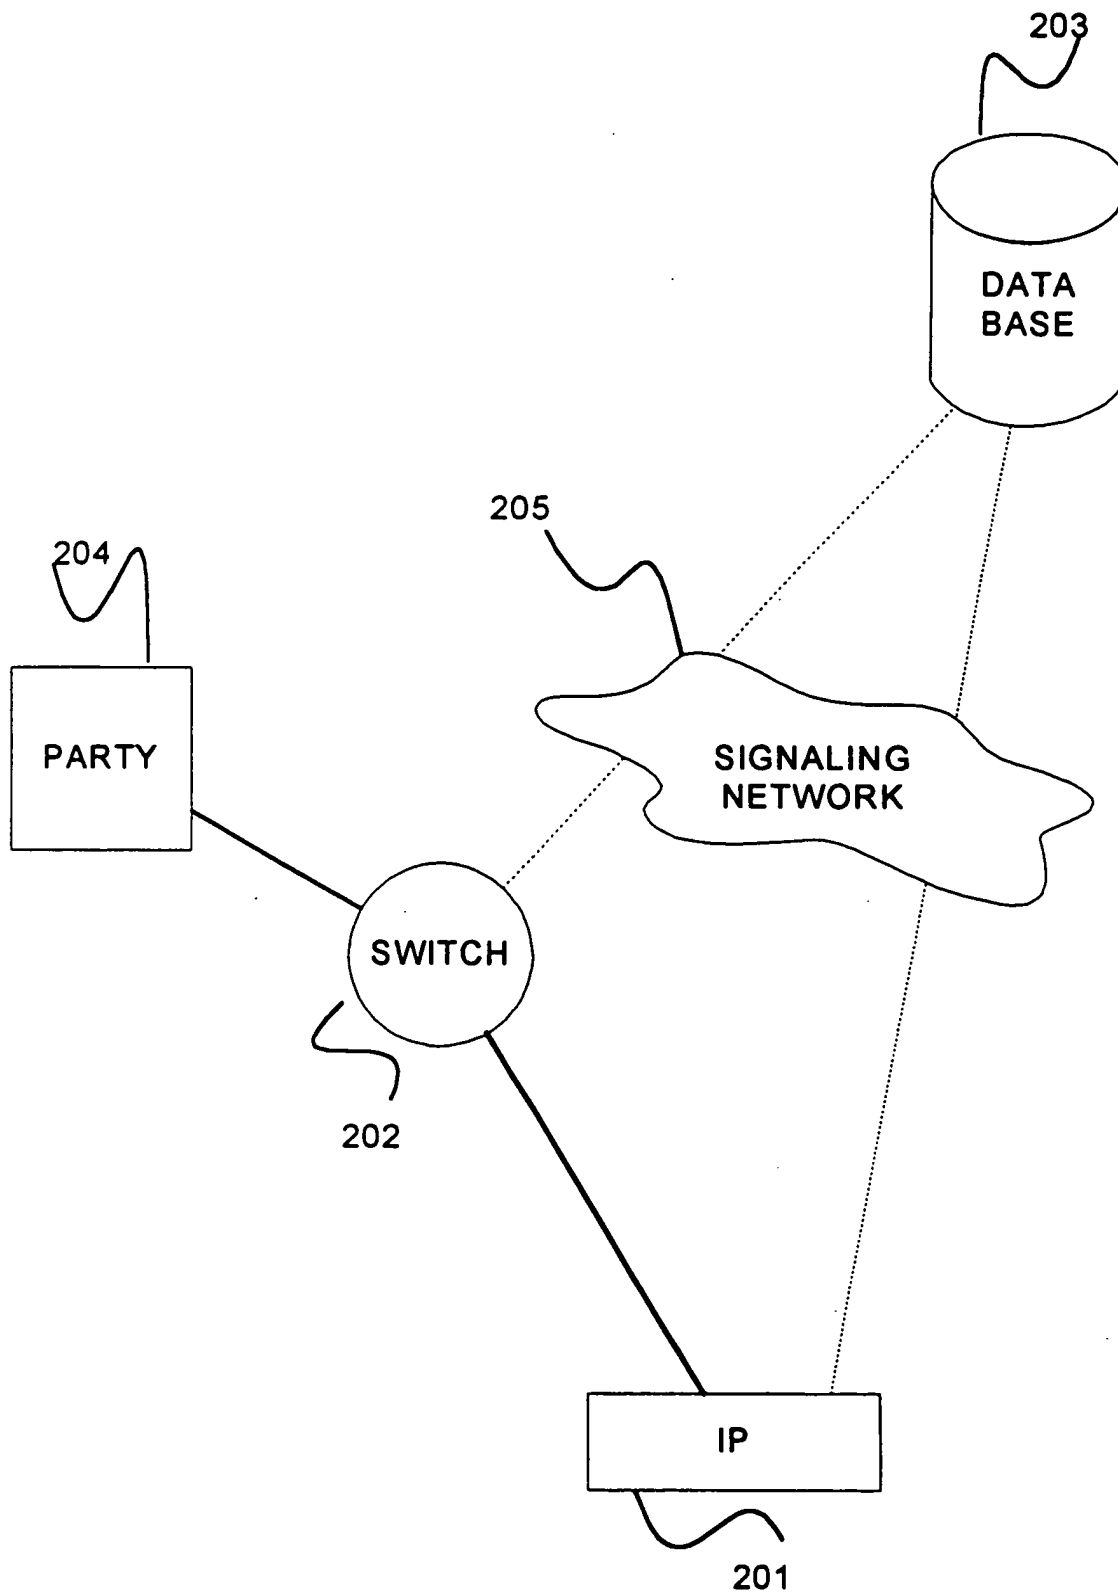 203
DATA
BASE
205
204
PARTY
SIGNALING
NETWORK
SWITCH
202
IP
201